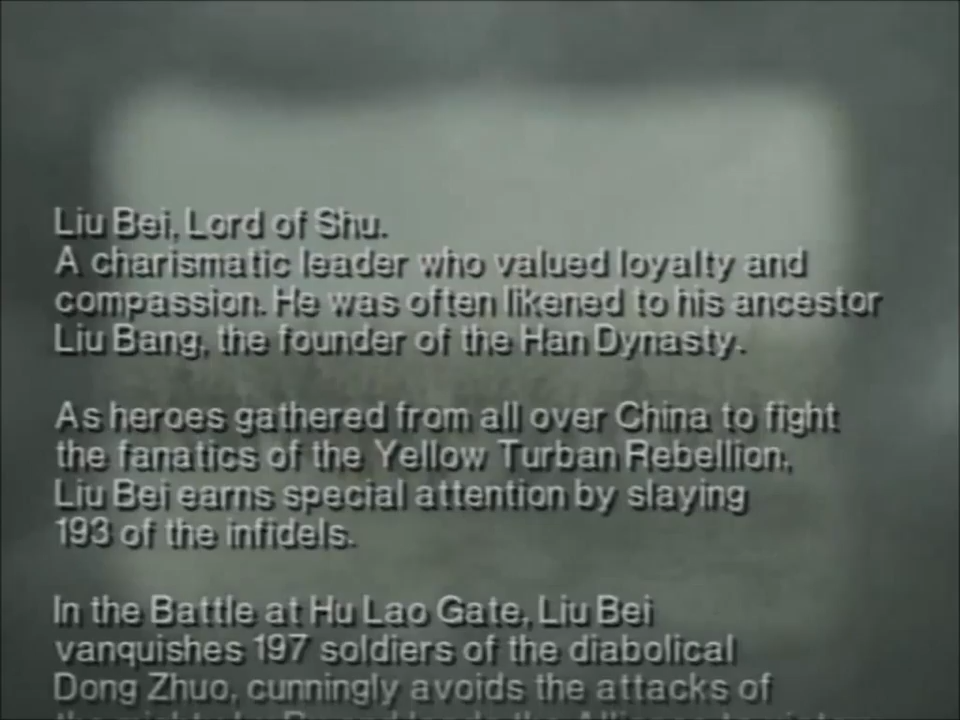 Liu Bei, Lord of Shu.
A charismatic leader who valued loyalty and
compassion. He was often likened to his ancestor
Liu Bang, the founder of the Han Dynasty.
As heroes gathered from all over China to fight
the fanatics of the Yellow Turban Rebellion,
Liu Bei earns special attention by slaying
193 of the infidels.
In the Battle at Hu Lao Gate, Liu Bei
vanquishes 197 soldiers of the diabolical
Dong Zhuo, cunningly avoids the attacks of